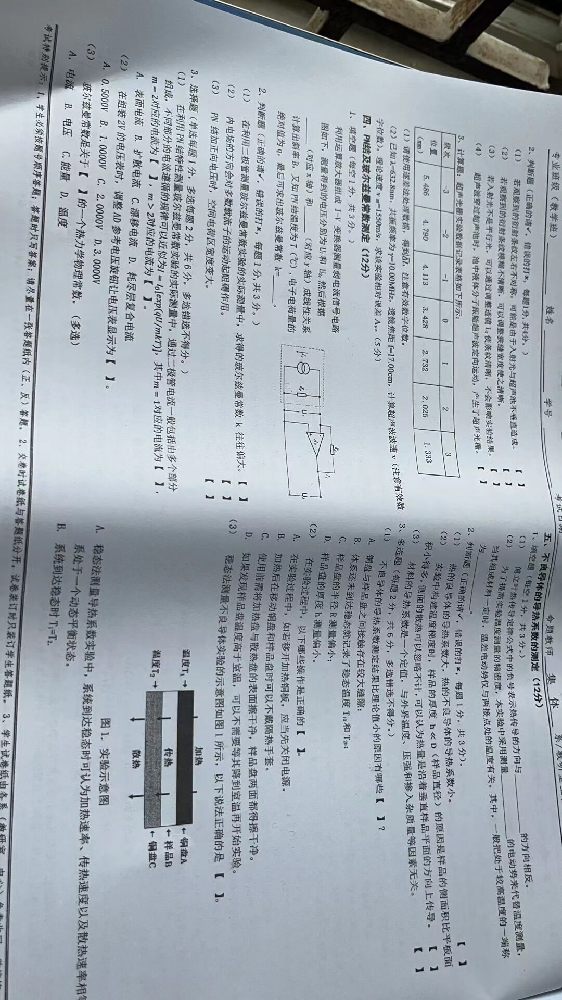 专业班级（教学班）
姓名
学号
考试日期
命题教师 集 体
2、判断题（正确的请✓，错误的打×，每题1分，共4分。）
（1） 若观察到的衍射条纹左右不对称，可能是由于入射光与超声池不垂直造成。 【 】
（2） 若观察到的衍射条纹模糊不清晰，可以调整狭缝宽度使之清晰。 【 】
（3） 若入射光不是平行光，可以通过调整透镜L₂使条纹清晰，不会影响实验结果。 【 】
（4） 超声波穿过超声池时，池中液体分子跟随超声波定向运动，产生了超声光栅。 【 】
3、计算题：超声光栅实验数据记录表格如下所示：
级次 -3 -2 -1 0 1 2 3
位置（mm） 5.486 4.790 4.113 3.428 2.732 2.025 1.333
（1）请使用逐差法处理数据，得到，注意有效数字位数。
（2）已知λ=632.8nm，共振频率为γ=10.00MHz，透镜焦距f=17.00cm，计算超声波波速v（注意有效数
字位数）。理论速度v=1550m/s，求该实验相对误差Aᵥ。（5分）
四、PN结及玻尔兹曼常数测定（12分）
1、填空题（每空1分，共3分。）
利用运算放大器组成 I-V 变换器测量弱电流信号电路
图如下，测量得到的电压分别为U₁和U₂，然后根据
____（对应x轴）和____（对应y轴）成线性关系
计算出斜率B，又知PN结温度为T（℃），电子电荷量的
绝对值为q，最后可求出玻尔兹曼常数k=____。
A₀
U₁
2、判断题（正确的请✓，错误的打×，每题1分，共3分。）
（1） 在利用二极管测量玻尔兹曼常数实验的实际测量中，求得的玻尔兹曼常数k往往偏大。 【 】
（2） 内电场的方向会对多数载流子的运动起阻碍作用。 【 】
（3） PN结加正向电压时，空间电荷区宽度变大。 【 】
3、选择题（单选每题1分，多选每题2分，共6分。多选错选不得分。）
（1） 在利用PN结特性测量玻尔兹曼常数实验的实际测量中，通过二极管电流一般包括由多个部分
组成，不同部分的电流遵循的规律可以近似为I=I₀[exp(qU/mkT)]，其中m=1对应的电流为【 】，
m=2对应的电流为【 】，m>2对应的电流为【 】。
A. 表面电流 B. 扩散电流 C.漂移电流 D. 耗尽层复合电流
（2） 在组装2V的电压表时，调整AD参考电压旋钮让电压表显示为【 】。
A. 0.5000V B. 1.0000V C. 2.0000V D.3.0000V
（3） 玻尔兹曼常数是关于【 】的一个热力学物理常数。（多选）
A. 电流 B. 电压 C.能量 D. 温度
五、不良导体的导热系数的测定（12分）
1、填空题（每空1分，共3分。）
（1） 傅立叶热传导定律公式中的负号表示热传导的方向与________的方向相反。
（2） 为了提高实验温度测量的精密度，本实验中采用测量________的电动势来代替温度测量，
当其组成材料一定时，温差电动势仅与两接点处的温度有关。其中，一般把处于较高温度的一端称
为________。
2、判断题（正确的请✓，错误的打×，每题1分，共3分）。
（1） 热的良导体的导热系数大，热的不良导体的导热系数小。 【 】
（2） 实验中构建温度梯度时，样品的厚度 h≪D（样品直径）的原因是样品的侧面积比平板面
积小得多，侧面的散热可以忽略不计，可以认为热量是沿着垂直样品平面的方向上传导。 【 】
（3） 材料的导热系数是一个定值，与外界温度、压强和掺入杂质量等因素无关。 【 】
3、多选题（每题2分，共6分，多选错选不得分。）
（1） 不良导体的导热系数测定结果比理论值小的原因有哪些【 】？
A. 铜盘与样品盘之间接触存在较大缝隙；
B. 体系还未到达稳态就记录了稳态温度T₁₀和T₂₀；
C. 样品盘的半径R测量偏小；
D. 样品盘的厚度h测量偏小。
（2） 在实验过程中，以下哪些操作是正确的【 】。
A. 在实验过程中，如若移开加热铜板，应当先关闭电源。
B. 加热后在移动铜盘和样品盘时可以不戴隔热手套。
C. 使用前需将加热盘与散热盘的表面擦干净，样品盘两面都得擦干净。
D. 如果发现样品盘温度高于室温，可以不需要等其降到室温再开始实验。
（3） 稳态法测量不良导体实验的示意图如图1所示，以下说法正确的是【 】。
加热
温度T₁→ ←铜盘A
传热 ←样品B
温度T₂→ ←铜盘C
散热
图1. 实验示意图
A. 稳态法测量导热系数实验中，系统到达稳态时可认为加热速率、传热速度以及散热速率相等
系处于一个动态平衡状态。
B. 系统到达稳态时T₁=T₂。
考试特别提示：1、学生必须按题号顺序答题；答题时只写答案；请尽量在一张答题纸内（正、反）答题。2、交卷时试卷纸与答题纸分开，试卷装订时只装订学生答题纸。3、学生试卷纸由各系（教研室、中心）